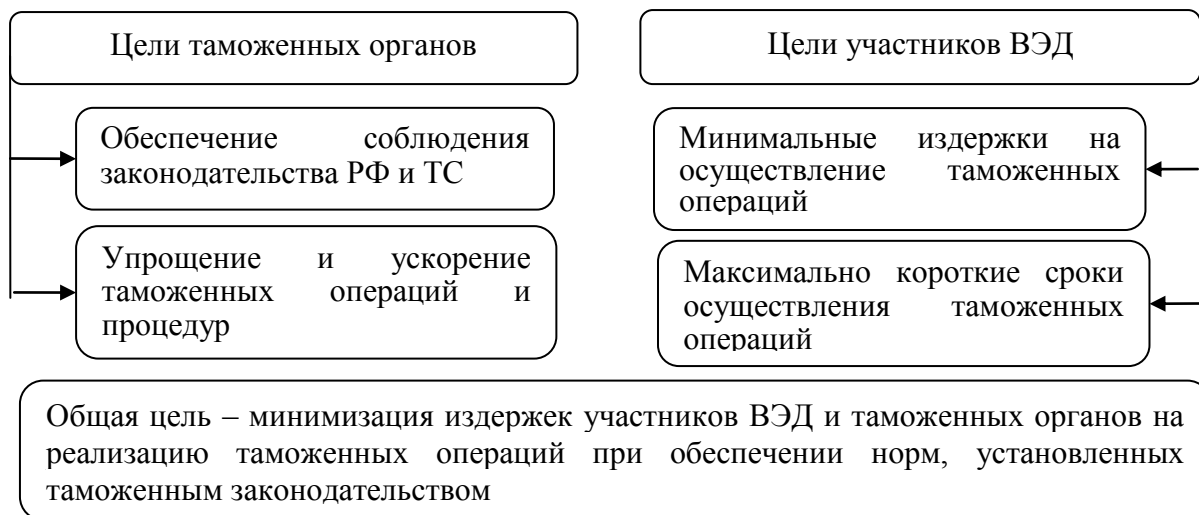 Цели таможенных органов
Обеспечение соблюдения
законодательства РФ и ТС
Упрощение и ускорение
таможенных операций и
процедур
Цели участников ВЭД
Минимальные издержки на
осуществление таможенных
операций
Максимально короткие сроки
осуществления таможенных
операций
Общая цель – минимизация издержек участников ВЭД и таможенных органов на
реализацию таможенных операций при обеспечении норм, установленных
таможенным законодательством